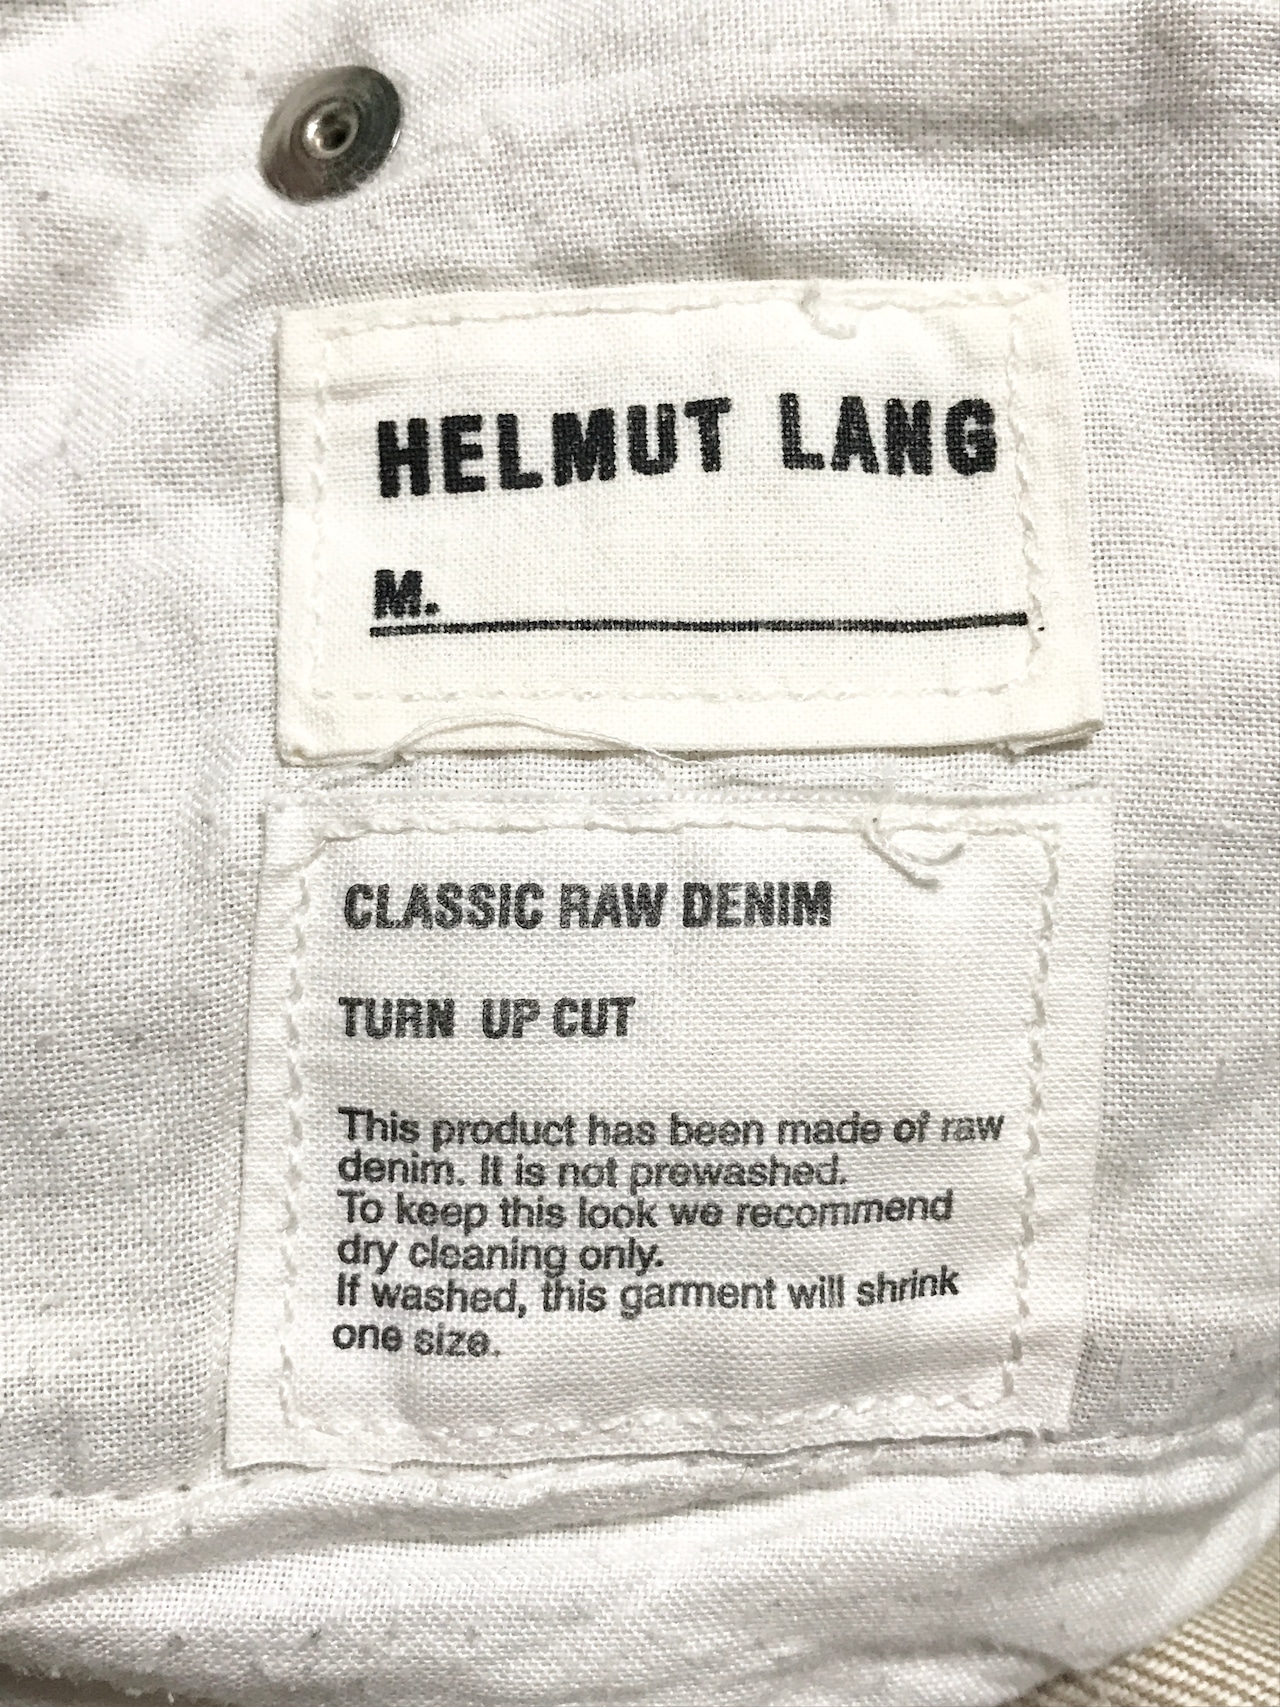 HELMUT LANG
M.
CLASSIC RAW DENIM
TURN UP CUT
This product has been made of raw
denim. It is not prewashed.
To keep this look we recommend
dry cleaning only.
If washed, this garment will shrink
one size.